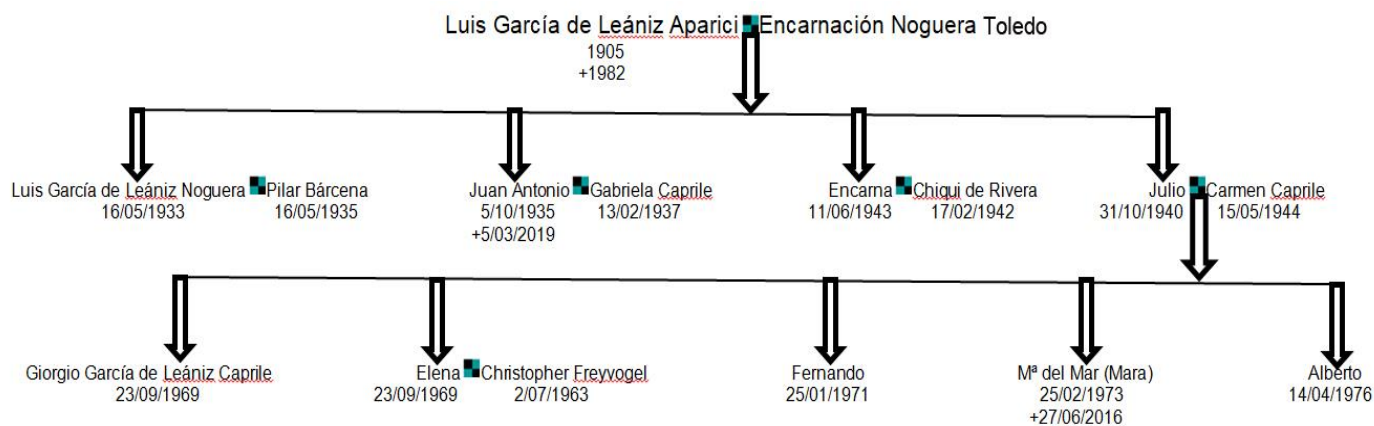 Luis García de Leániz Aparici Encarnación Noguera Toledo
1905
+1982
Luis García de Leániz Noguera Pilar Bárcena Juan Antonio Gabriela Caprile Encarna Chiqui de Rivera Julio Carmen Caprile
16/05/1933 16/05/1935 5/10/1935 13/02/1937 11/06/1943 17/02/1942 31/10/1940 15/05/1944
+5/03/2019
Giorgio García de Leániz Caprile Elena Christopher Freyvogel Fernando Mª del Mar (Mara) Alberto
23/09/1969 23/09/1969 2/07/1963 25/01/1971 25/02/1973 14/04/1976
+27/06/2016